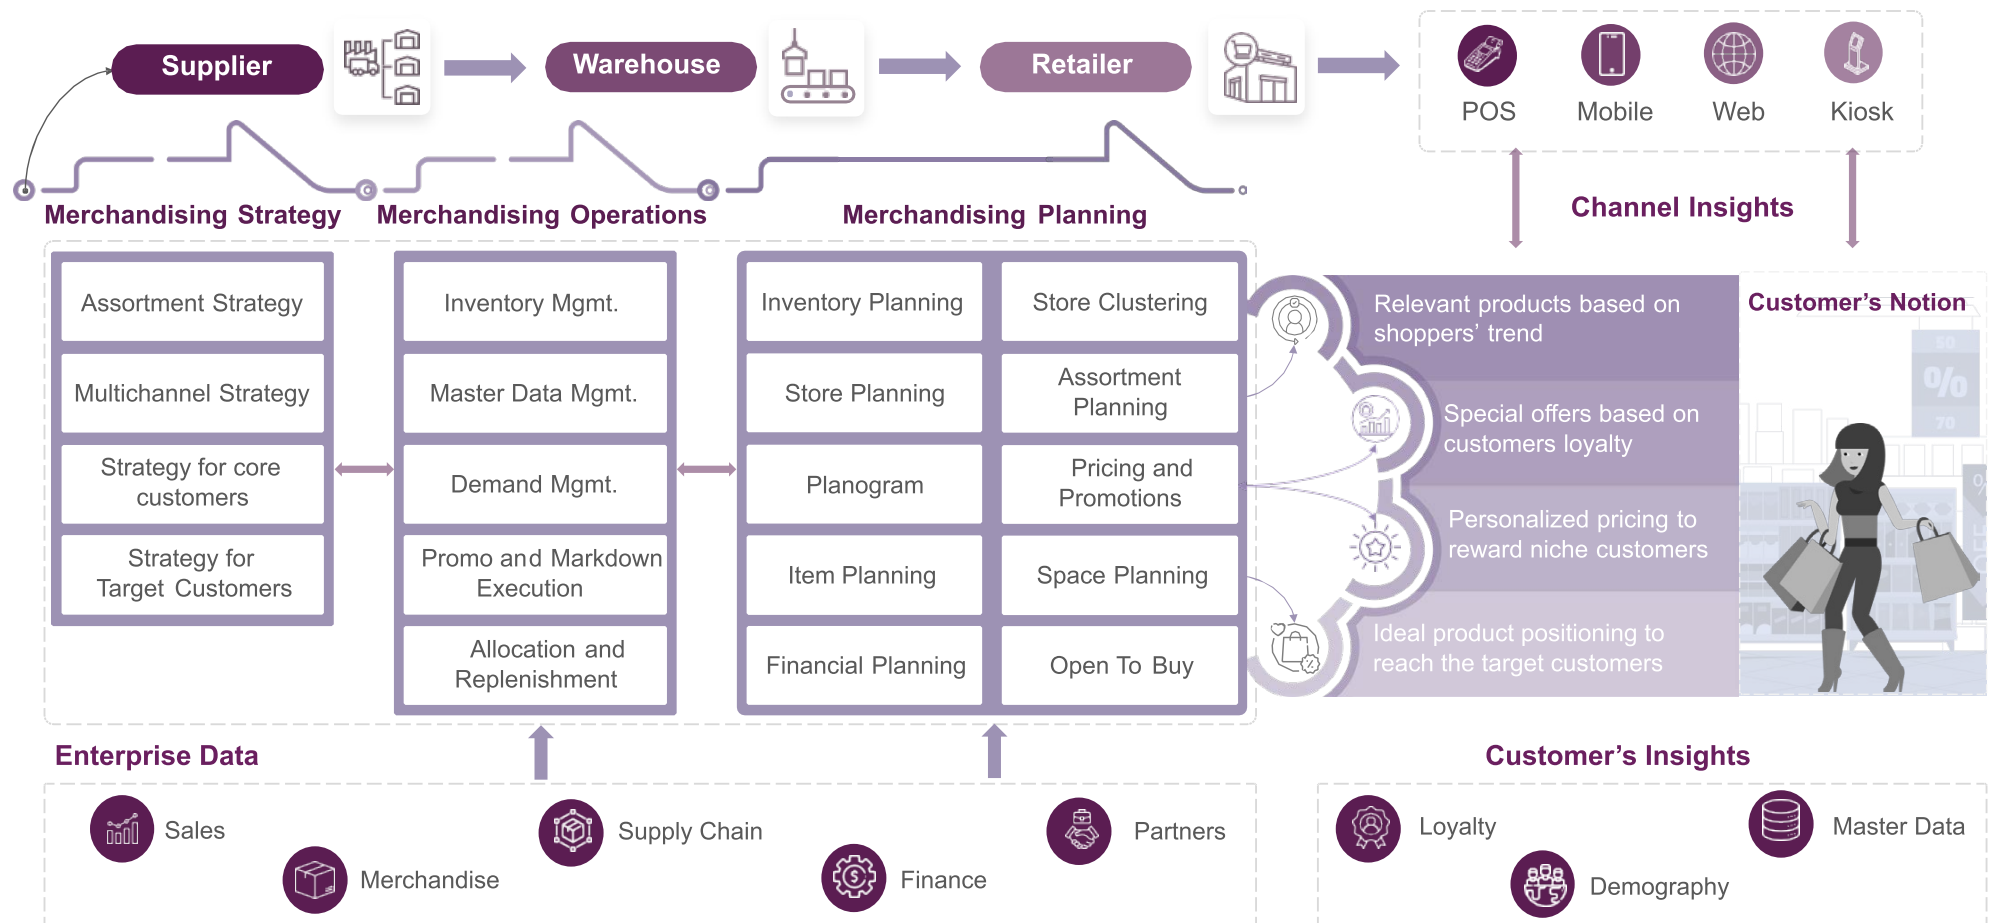 Supplier
Warehouse
Retailer
POS
Mobile
Web
Kiosk
Merchandising Strategy
Merchandising Operations
Merchandising Planning
Channel Insights
Assortment Strategy
Multichannel Strategy
Strategy for core
customers
Strategy for
Target Customers
Inventory Mgmt.
Master Data Mgmt.
Demand Mgmt.
Promo and Markdown
Execution
Allocation and
Replenishment
Inventory Planning
Store Planning
Planogram
Item Planning
Financial Planning
Store Clustering
Assortment
Planning
Pricing and
Promotions
Space Planning
Open To Buy
Relevant products based on
shoppers’ trend
Special offers based on
customers loyalty
Personalized pricing to
reward niche customers
Ideal product positioning to
reach the target customers
Customer’s Notion
50
%
70
Enterprise Data
Sales
Merchandise
Supply Chain
Finance
Partners
Customer’s Insights
Loyalty
Demography
Master Data